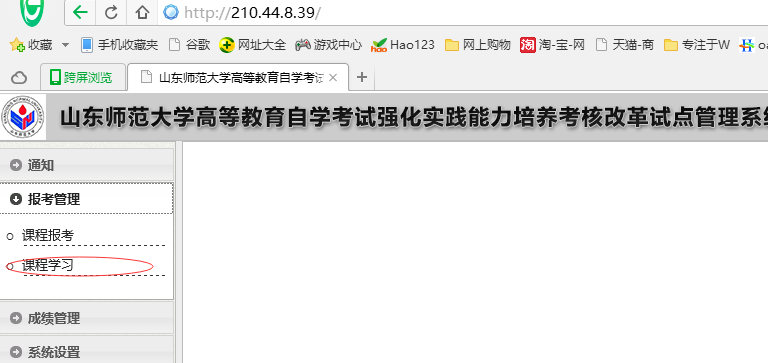 http://210.44.8.39/
收藏 手机收藏夹 谷歌 网址大全 游戏中心 Hao123 网上购物 淘-宝-网 天猫-商 专注于W
跨屏浏览 山东师范大学高等教育自学考试
山东师范大学高等教育自学考试强化实践能力培养考核改革试点管理系统
通知
报考管理
课程报考
课程学习
成绩管理
系统设置